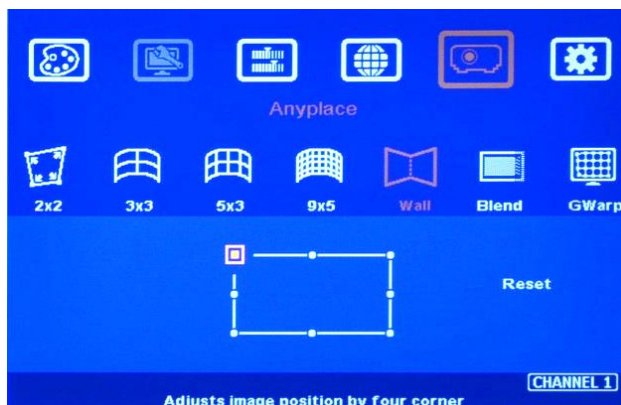 Anyplace
2x2 3x3 5x3 9x5 Wall Blend GWarp
Reset
CHANNEL 1
Adjusts image position by four corner